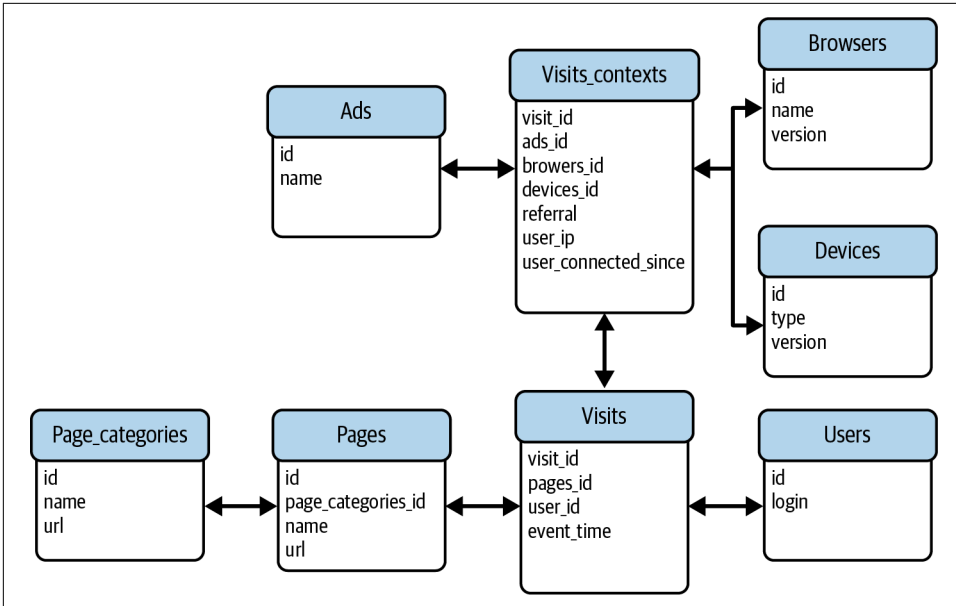 Ads
id
name
Visits_contexts
visit_id
ads_id
browers_id
devices_id
referral
user_ip
user_connected_since
Browsers
id
name
version
Devices
id
type
version
Page_categories
id
name
url
Pages
id
page_categories_id
name
url
Visits
visit_id
pages_id
user_id
event_time
Users
id
login